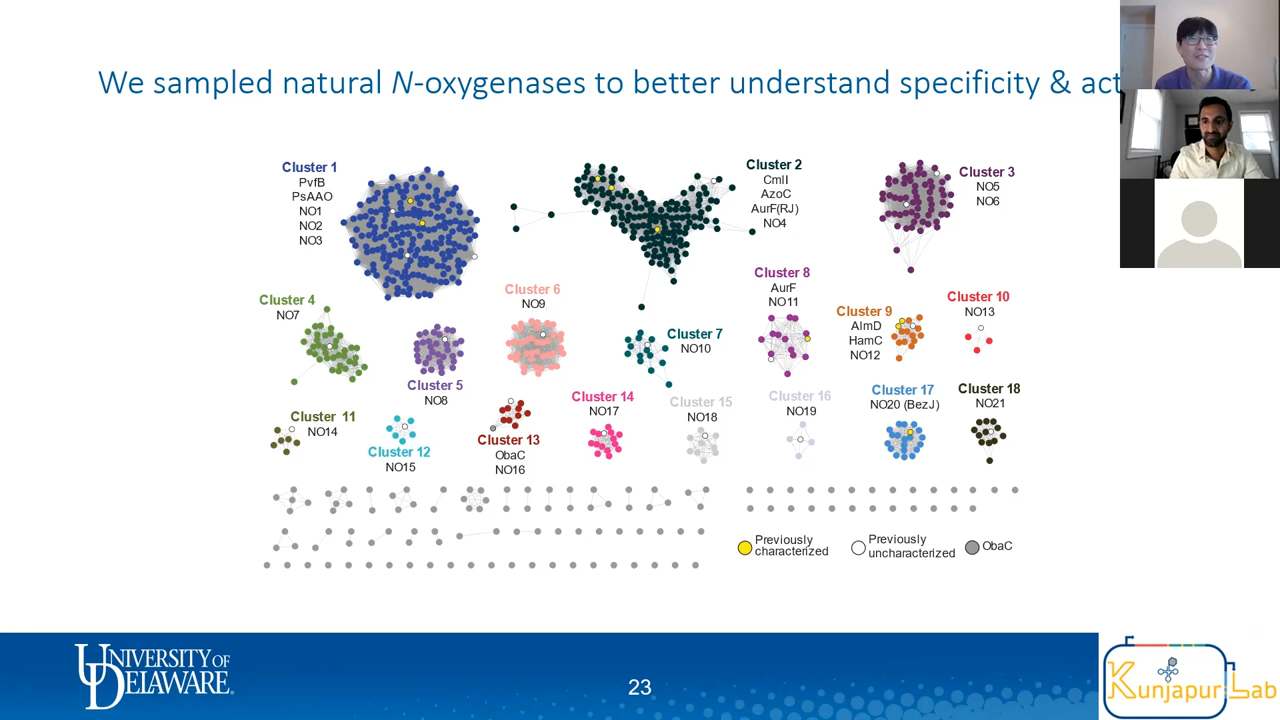 We sampled natural N-oxygenases to better understand specificity & act
Cluster 1
PvfB
PsAAO
NO1
NO2
NO3
Cluster 2
CmlI
AzoC
AurF(RJ)
NO4
Cluster 3
NO5
NO6
Cluster 4
NO7
Cluster 5
NO8
Cluster 6
NO9
Cluster 7
NO10
Cluster 8
AurF
NO11
Cluster 9
AlmD
HamC
NO12
Cluster 10
NO13
Cluster 11
NO14
Cluster 12
NO15
Cluster 13
ObaC
NO16
Cluster 14
NO17
Cluster 15
NO18
Cluster 16
NO19
Cluster 17
NO20 (BezJ)
Cluster 18
NO21
Previously
characterized
Previously
uncharacterized
ObaC
UNIVERSITY OF
DELAWARE
23
Kunjapur Lab